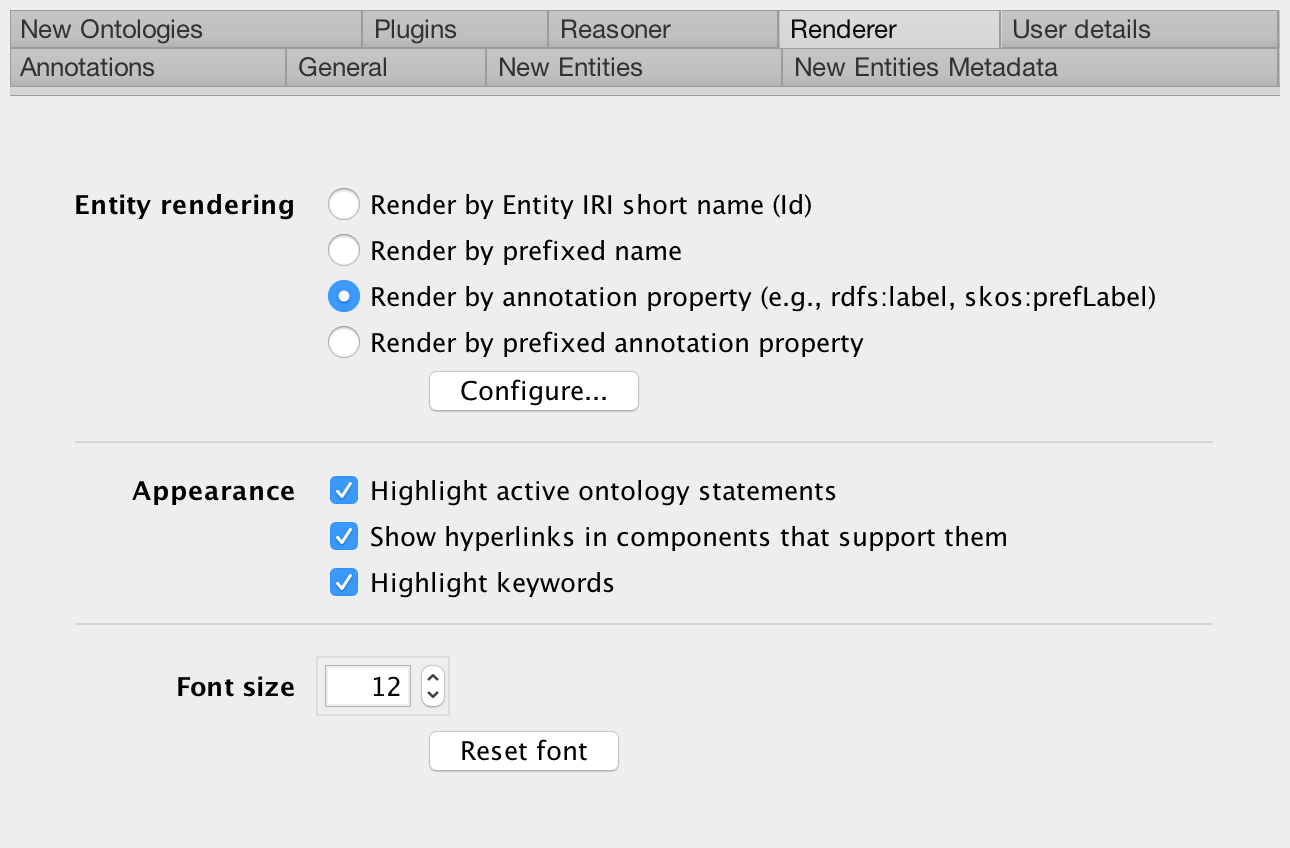 New Ontologies Plugins Reasoner Renderer User details
Annotations General New Entities New Entities Metadata
Entity rendering Render by Entity IRI short name (Id)
Render by prefixed name
Render by annotation property (e.g., rdfs:label, skos:prefLabel)
Render by prefixed annotation property
Configure...
Appearance Highlight active ontology statements
Show hyperlinks in components that support them
Highlight keywords
Font size 12
Reset font